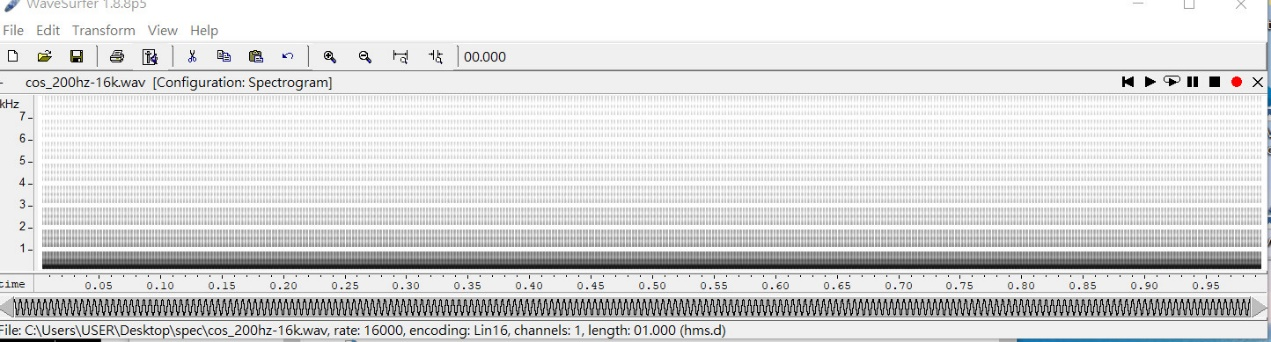 WaveSurfer 1.8.8p5
File Edit Transform View Help
00.000
cos_200hz-16k.wav [Configuration: Spectrogram]
kHz
7
6
5
4
3
2
1
time 0.05 0.10 0.15 0.20 0.25 0.30 0.35 0.40 0.45 0.50 0.55 0.60 0.65 0.70 0.75 0.80 0.85 0.90 0.95
File: C:\Users\USER\Desktop\spec\cos_200hz-16k.wav, rate: 16000, encoding: Lin16, channels: 1, length: 01.000 (hms.d)